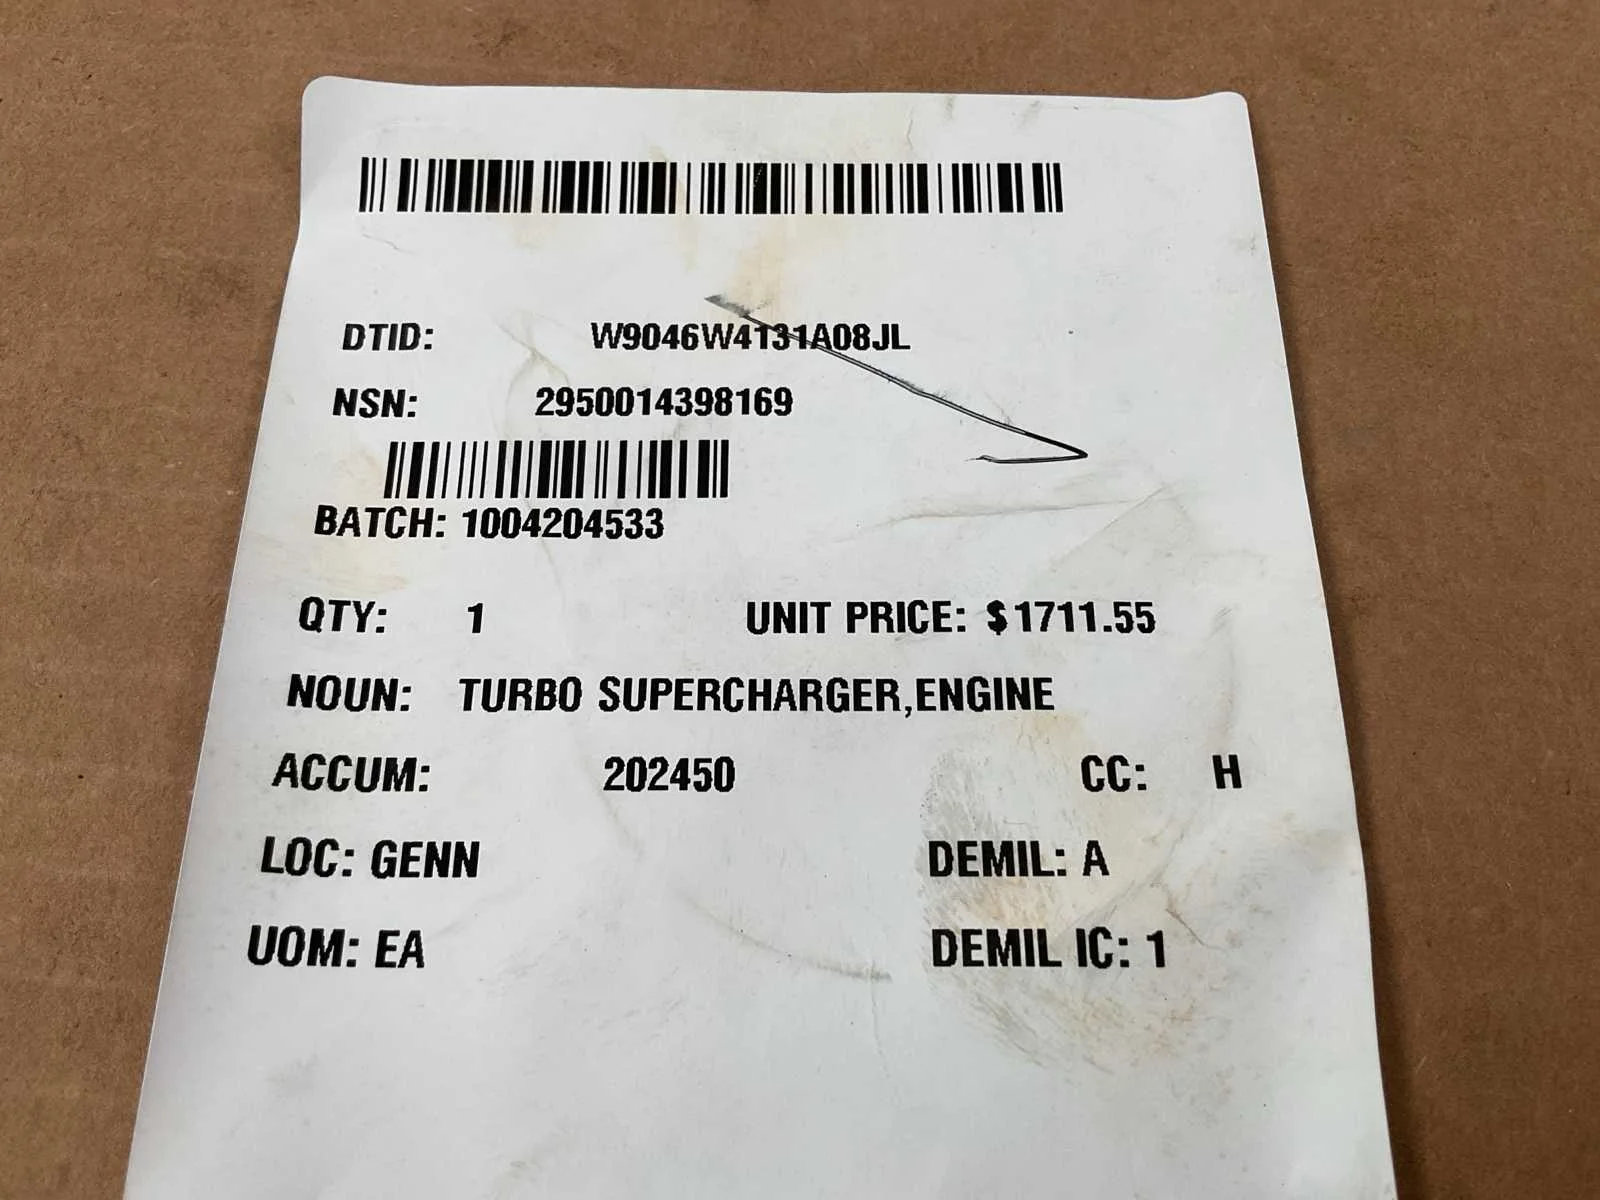 DTID: W9046W4131A08JL
NSN: 2950014398169
BATCH: 1004204533
QTY: 1 UNIT PRICE: $1711.55
NOUN: TURBO SUPERCHARGER,ENGINE
ACCUM: 202450 CC: H
LOC: GENN DEMIL: A
UOM: EA DEMIL IC: 1